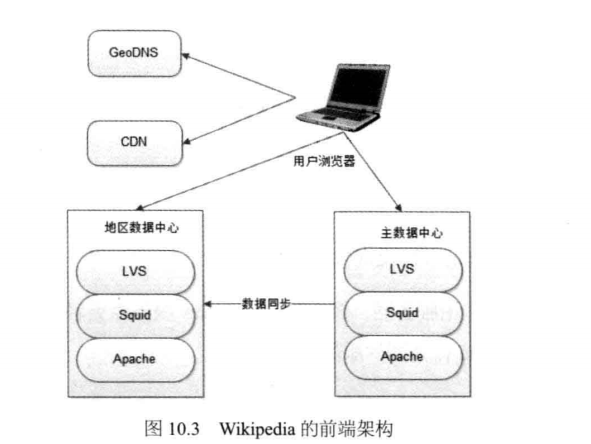 GeoDNS
CDN
用户浏览器
地区数据中心
LVS
Squid
Apache
数据同步
主数据中心
LVS
Squid
Apache
图 10.3 Wikipedia 的前端架构